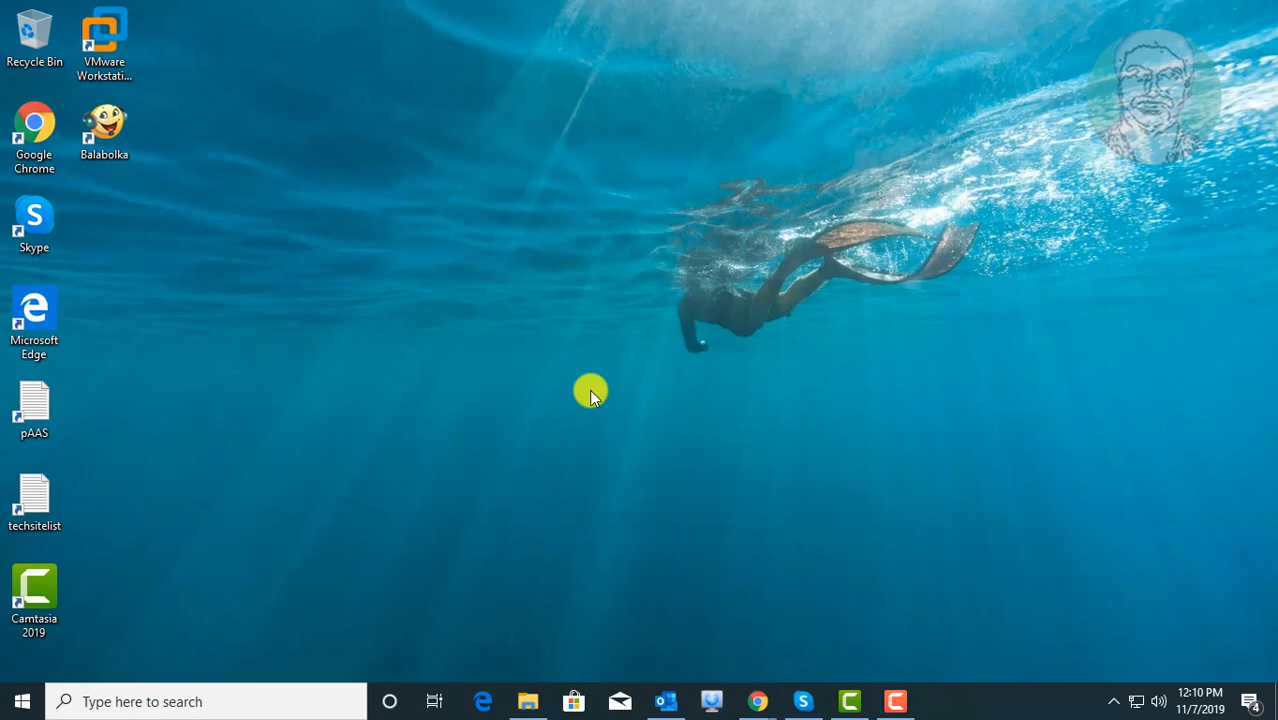 Recycle Bin
VMware
Workstati...
Google
Chrome
Balabolka
Skype
Microsoft
Edge
pAAS
techsitelist
Camtasia
2019
Type here to search
12:10 PM
11/7/2019
4